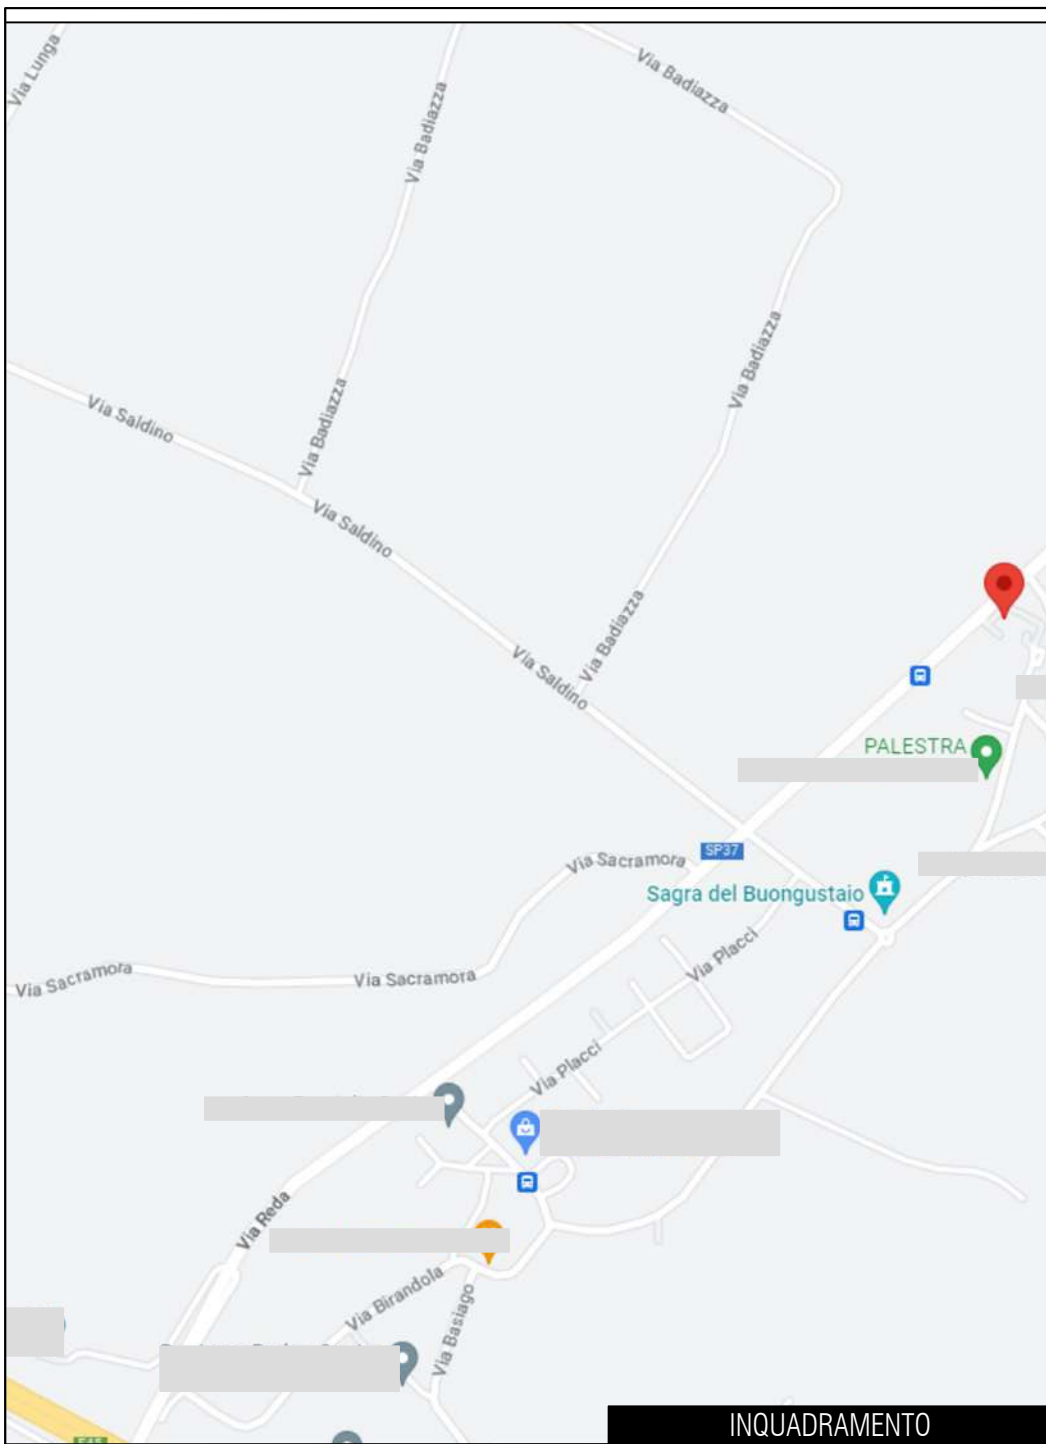 Via Lunga
Via Badiazza
Via Badiazza
Via Badiazza
Via Saldino
Via Badiazza
Via Saldino
Via Badiazza
Via Saldino
PALESTRA
SP37
Via Sacramora
Sagra del Buongustaio
Via Placci
Via Sacramora
Via Sacramora
Via Placci
Via Reda
Via Birandola
Via Basiago
INQUADRAMENTO